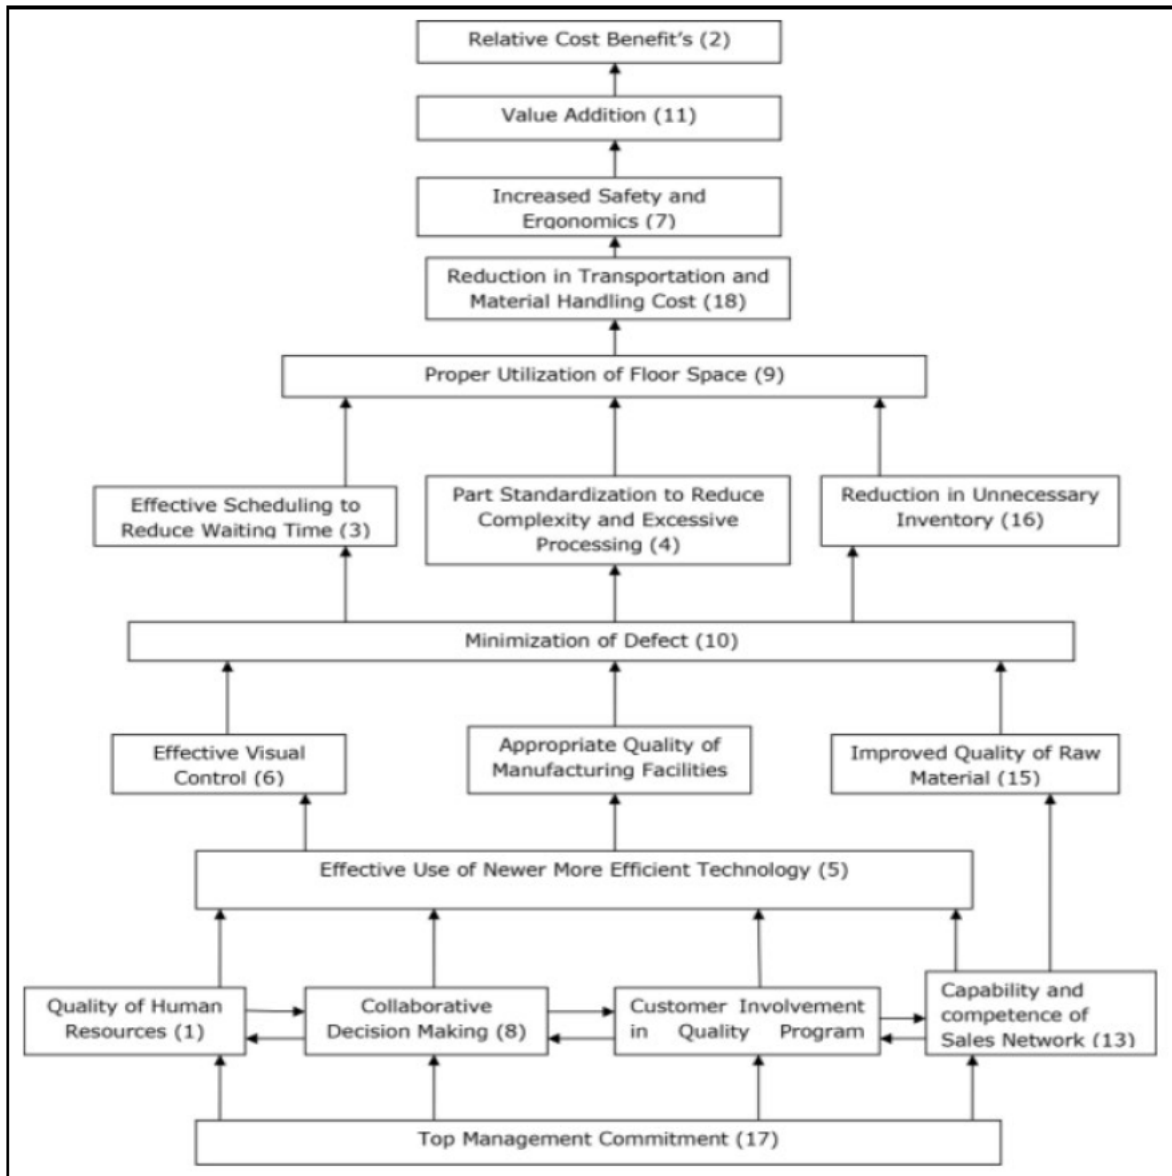 Relative Cost Benefit's (2)
Value Addition (11)
Increased Safety and
Ergonomics (7)
Reduction in Transportation and
Material Handling Cost (18)
Proper Utilization of Floor Space (9)
Effective Scheduling to
Reduce Waiting Time (3)
Part Standardization to Reduce
Complexity and Excessive
Processing (4)
Reduction in Unnecessary
Inventory (16)
Minimization of Defect (10)
Effective Visual
Control (6)
Appropriate Quality of
Manufacturing Facilities
Improved Quality of Raw
Material (15)
Effective Use of Newer More Efficient Technology (5)
Quality of Human
Resources (1)
Collaborative
Decision Making (8)
Customer Involvement
in Quality Program
Capability and
competence of
Sales Network (13)
Top Management Commitment (17)